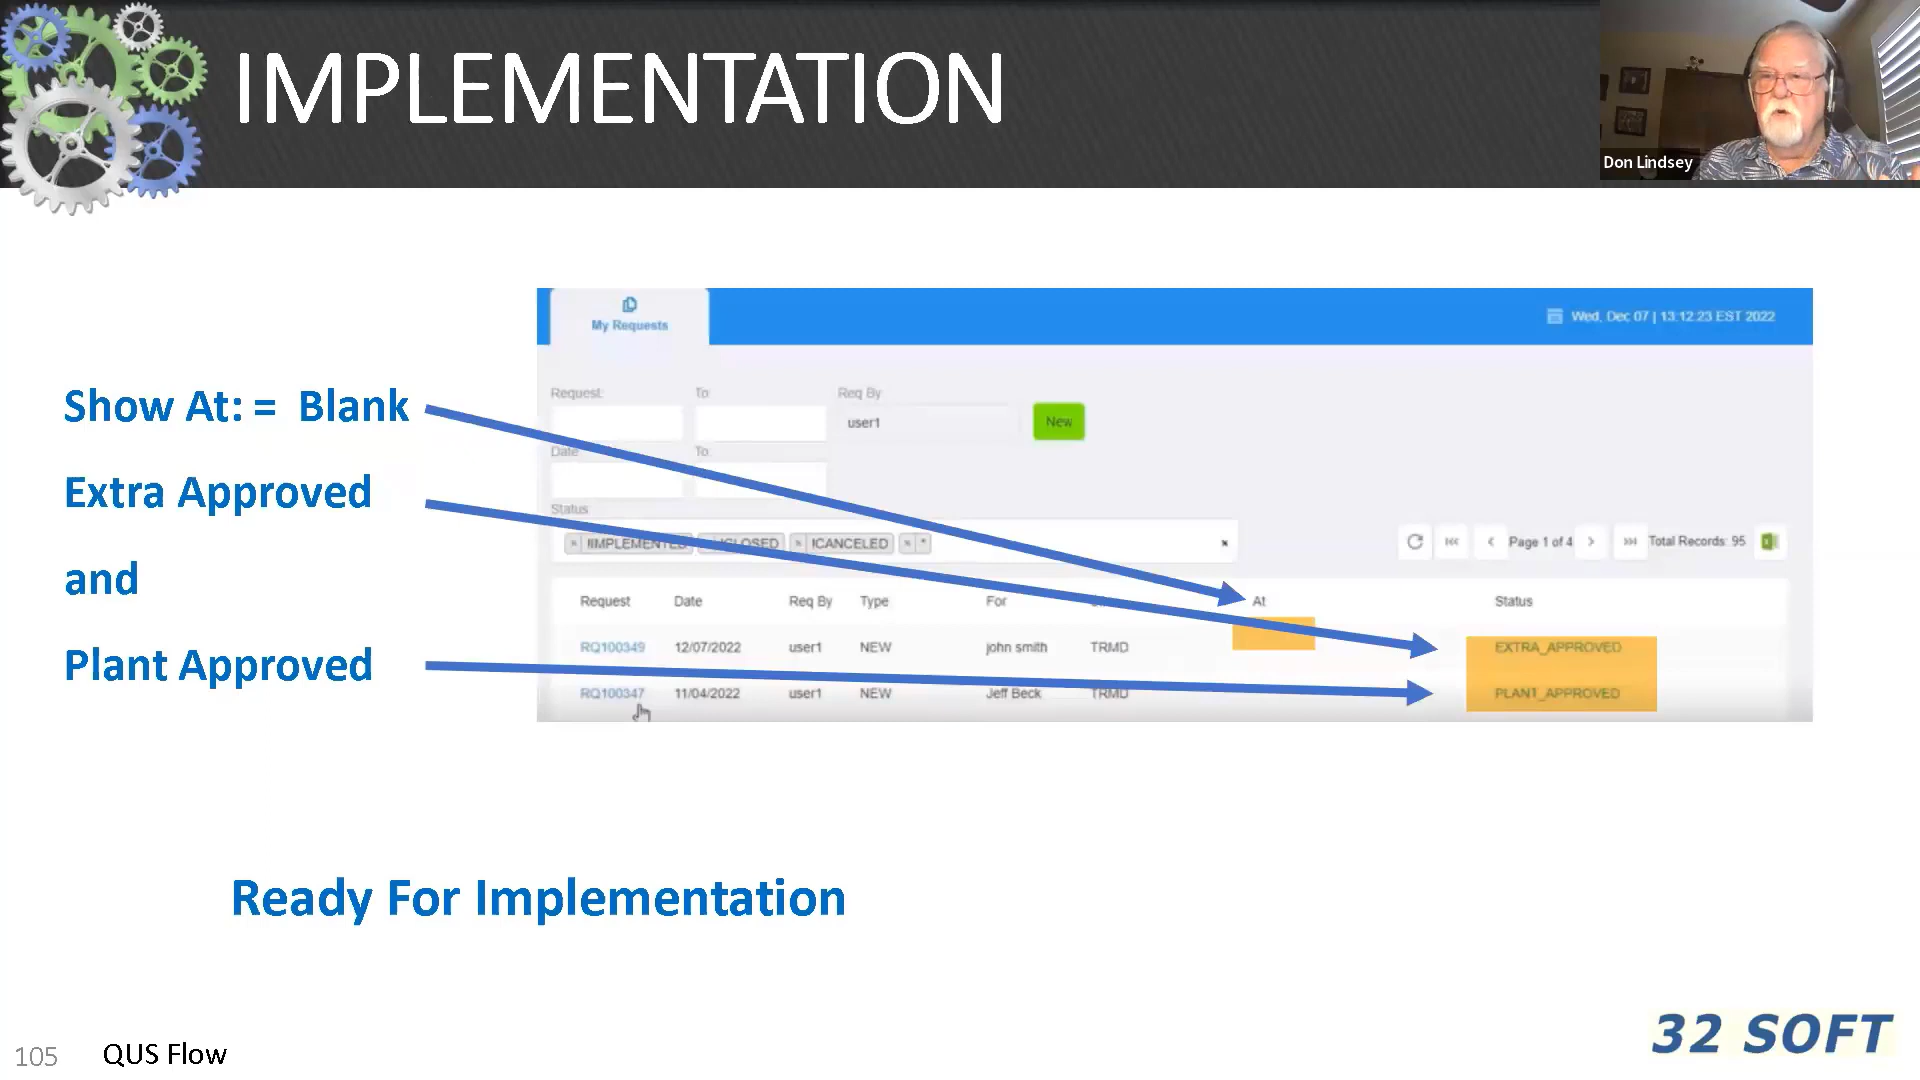 IMPLEMENTATION
Don Lindsey
My Requests
Wed, Dec 07 | 13:12:23 EST 2022
Show At: = Blank
Extra Approved
and
Plant Approved
Request To Req By
user1 New
Date To
Status
× !IMPLEMENTED !CLOSED × !CANCELED × * ×
Page 1 of 4 Total Records: 95
Request Date Req By Type For At Status
RQ100349 12/07/2022 user1 NEW john smith TRMD EXTRA_APPROVED
RQ100347 11/04/2022 user1 NEW Jeff Beck TRMD PLANT_APPROVED
Ready For Implementation
105 QUS Flow
32 SOFT